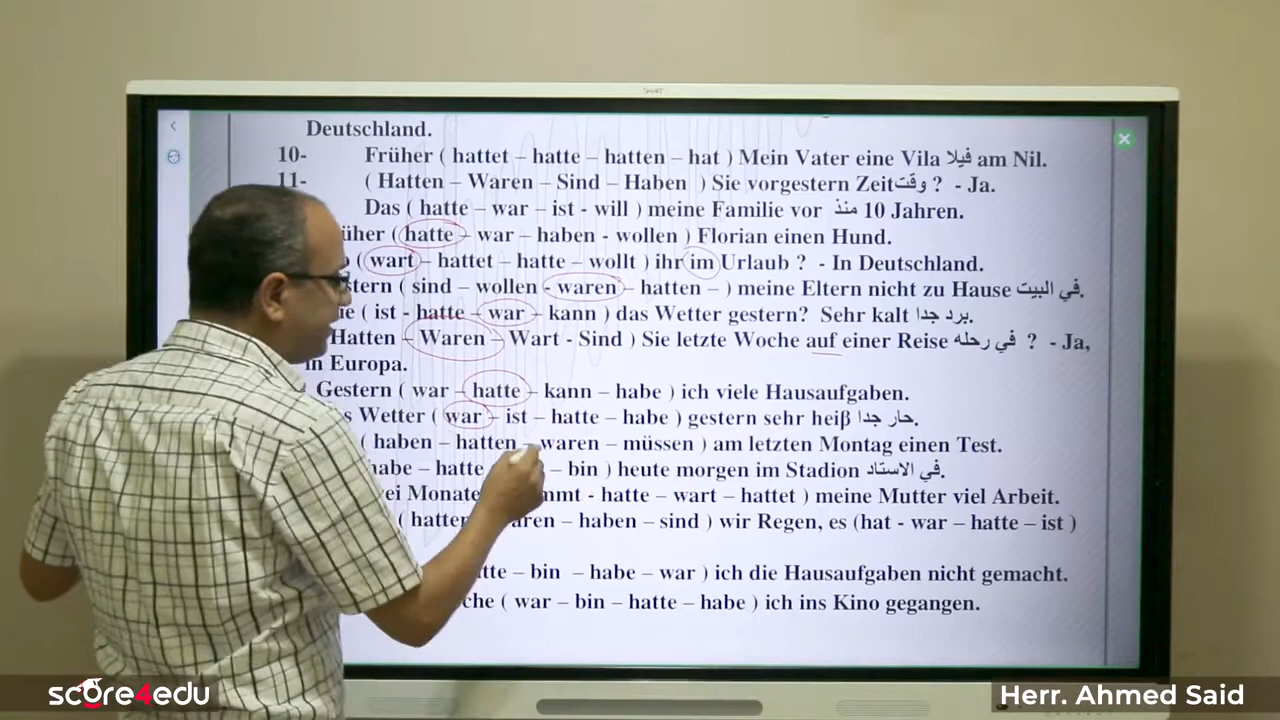 Deutschland.
10- Früher ( hattet – hatte – hatten – hat ) Mein Vater eine Vila فيلا am Nil.
11- ( Hatten – Waren – Sind – Haben ) Sie vorgestern Zeit وقت ? - Ja.
Das ( hatte – war – ist - will ) meine Familie vor منذ 10 Jahren.
( hatte – war – haben - wollen ) Florian einen Hund.
( wart – hattet – hatte – wollt ) ihr im Urlaub ? - In Deutschland.
( sind – wollen - waren – hatten – ) meine Eltern nicht zu Hause في البيت.
( ist - hatte – war – kann ) das Wetter gestern? Sehr kalt برد جدا.
Hatten – Waren – Wart - Sind ) Sie letzte Woche auf einer Reise في رحله ? - Ja,
in Europa.
Gestern ( war – hatte – kann – habe ) ich viele Hausaufgaben.
Wetter ( war – ist – hatte – habe ) gestern sehr heiβ حار جدا.
( haben – hatten – waren – müssen ) am letzten Montag einen Test.
habe – hatte – bin ) heute morgen im Stadion في الاستاد.
Monate - hatte – wart – hattet ) meine Mutter viel Arbeit.
( – haben – sind ) wir Regen, es (hat - war – hatte – ist )
– bin – habe – war ) ich die Hausaufgaben nicht gemacht.
( war – bin – hatte – habe ) ich ins Kino gegangen.
score4edu
Herr. Ahmed Said